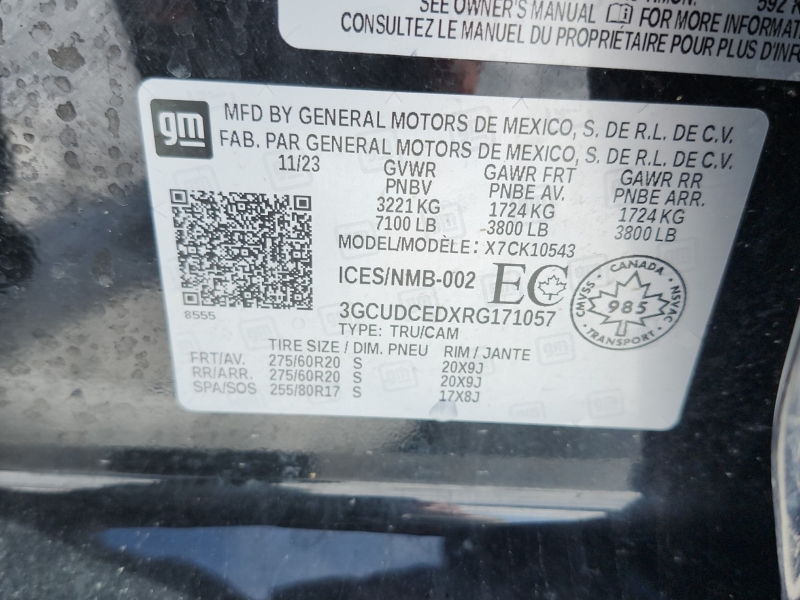 592 K
SEE OWNER'S MANUAL FOR MORE INFORMAT
CONSULTEZ LE MANUEL DU PROPRIÉTAIRE POUR PLUS D'INFO
gm
MFD BY GENERAL MOTORS DE MEXICO, S. DE R.L. DE C.V.
FAB. PAR GENERAL MOTORS DE MEXICO, S. DE R.L. DE C.V.
11/23 GVWR GAWR FRT GAWR RR
PNBV PNBE AV. PNBE ARR.
3221 KG 1724 KG 1724 KG
7100 LB 3800 LB 3800 LB
MODEL/MODÈLE: X7CK10543
ICES/NMB-002 EC
CANADA CMVSS 985 NSVAC TRANSPORT
8555
3GCUDCEDXRG171057
TYPE: TRU/CAM
TIRE SIZE / DIM. PNEU RIM / JANTE
FRT/AV. 275/60R20 S 20X9J
RR/ARR. 275/60R20 S 20X9J
SPA/SOS 255/80R17 S 17X8J